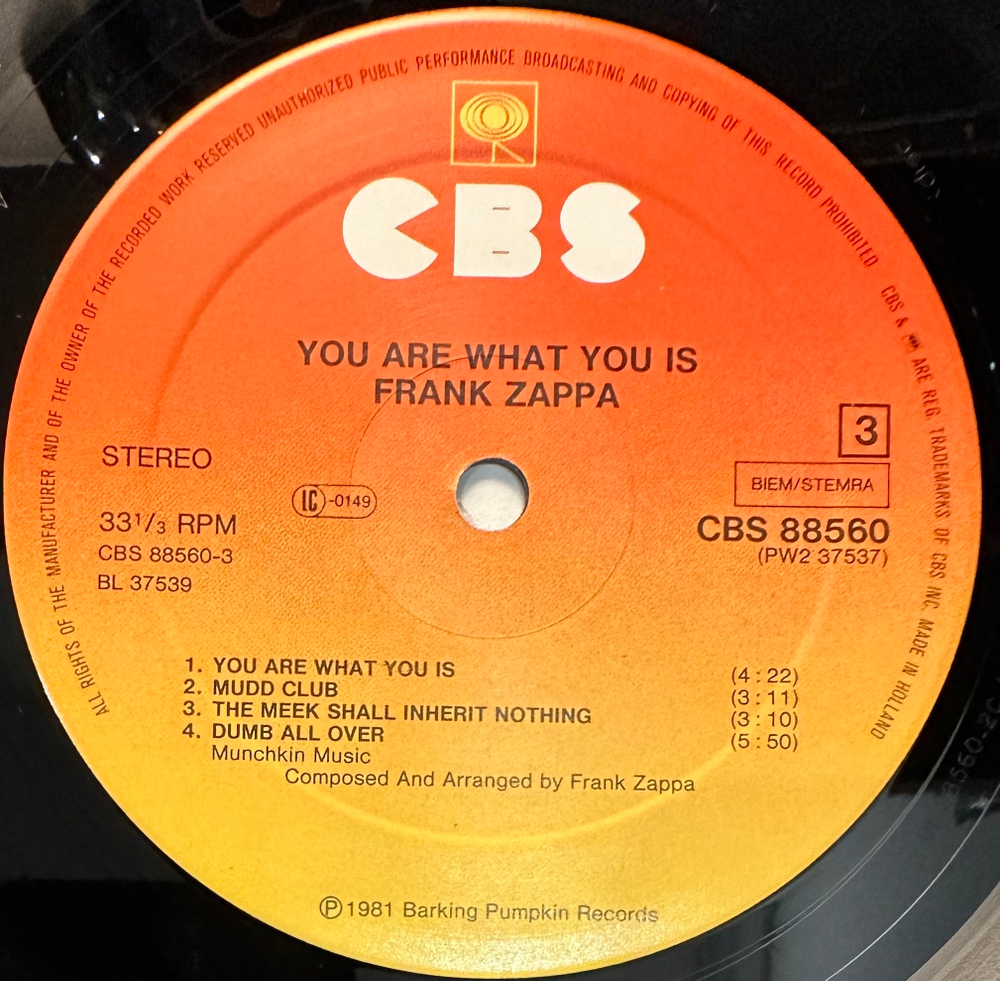 ALL RIGHTS OF THE MANUFACTURER AND OF THE OWNER OF THE RECORDED WORK RESERVED UNAUTHORIZED PUBLIC PERFORMANCE BROADCASTING AND COPYING OF THIS RECORD PROHIBITED CBS & ARE REG. TRADEMARKS OF CBS INC. MADE IN HOLLAND
CBS
YOU ARE WHAT YOU IS
FRANK ZAPPA
3
STEREO
BIEM/STEMRA
LC-0149
33 1/3 RPM
CBS 88560
CBS 88560-3
(PW2 37537)
BL 37539
1. YOU ARE WHAT YOU IS (4:22)
2. MUDD CLUB (3:11)
3. THE MEEK SHALL INHERIT NOTHING (3:10)
4. DUMB ALL OVER (5:50)
Munchkin Music
Composed And Arranged by Frank Zappa
℗ 1981 Barking Pumpkin Records